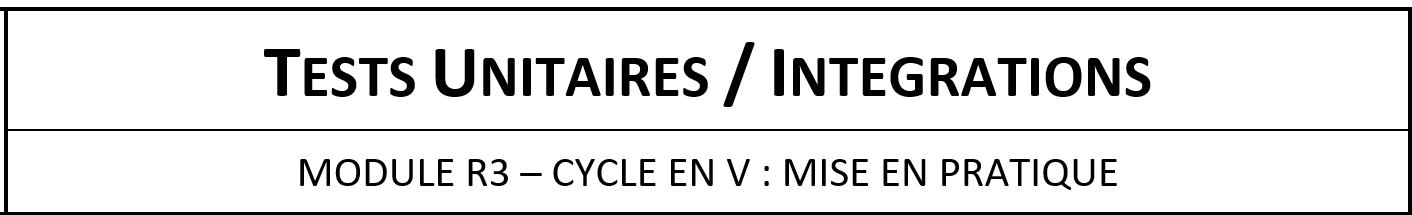 TESTS UNITAIRES / INTEGRATIONS
MODULE R3 – CYCLE EN V : MISE EN PRATIQUE